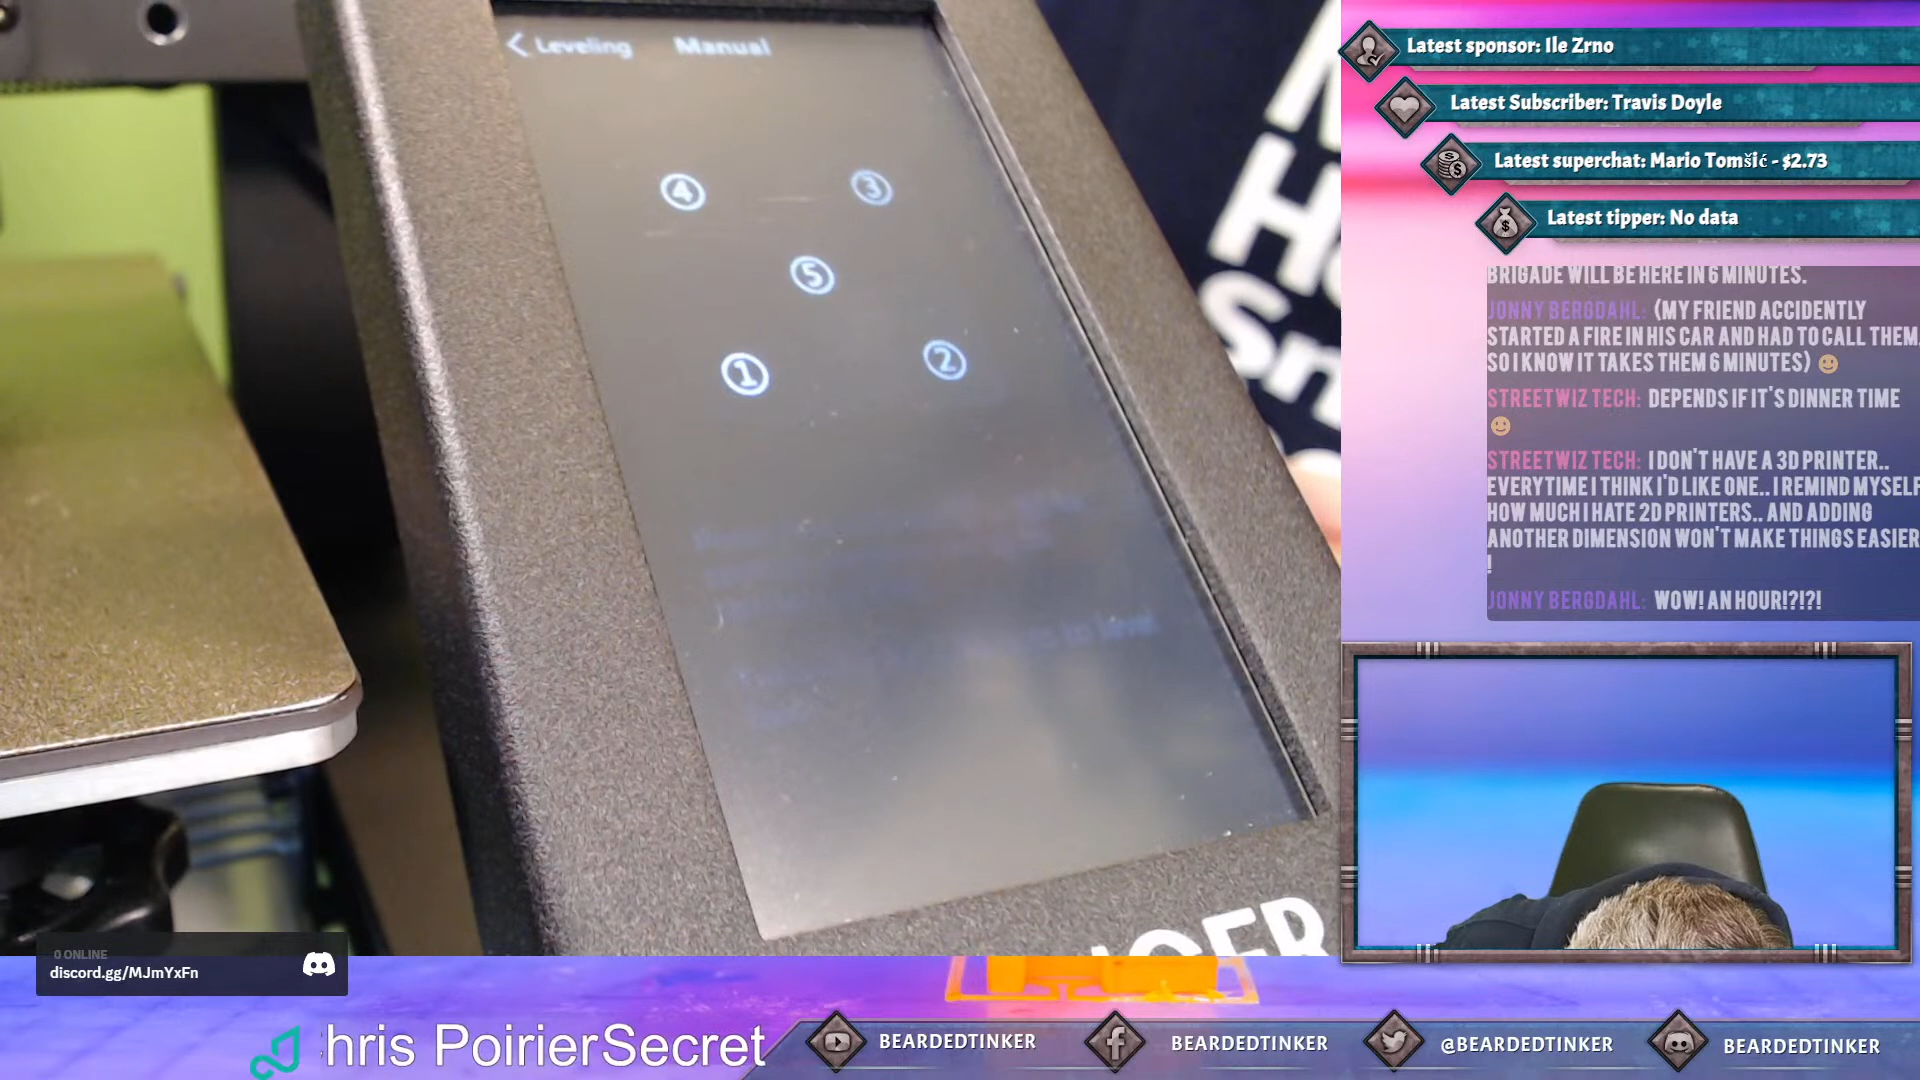 Leveling Manual
4 3
5
1 2
to level
Latest sponsor: Ile Zrno
Latest Subscriber: Travis Doyle
Latest superchat: Mario Tomšić - $2.73
Latest tipper: No data
BRIGADE WILL BE HERE IN 6 MINUTES.
JONNY BERGDAHL: (MY FRIEND ACCIDENTLY
STARTED A FIRE IN HIS CAR AND HAD TO CALL THEM,
SO I KNOW IT TAKES THEM 6 MINUTES)
STREETWIZ TECH: DEPENDS IF IT'S DINNER TIME
STREETWIZ TECH: I DON'T HAVE A 3D PRINTER..
EVERYTIME I THINK I'D LIKE ONE.. I REMIND MYSELF
HOW MUCH I HATE 2D PRINTERS.. AND ADDING
ANOTHER DIMENSION WON'T MAKE THINGS EASIER
!
JONNY BERGDAHL: WOW! AN HOUR!?!?!
0 ONLINE
discord.gg/MJmYxFn
hris PoirierSecret
BEARDEDTINKER
BEARDEDTINKER
@BEARDEDTINKER
BEARDEDTINKER